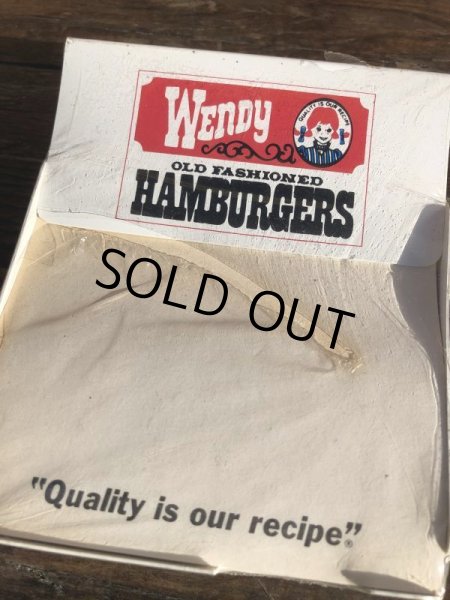 WENDY
QUALITY IS OUR RECIPE
OLD FASHIONED
HAMBURGERS
SOLD OUT
"Quality is our recipe"®